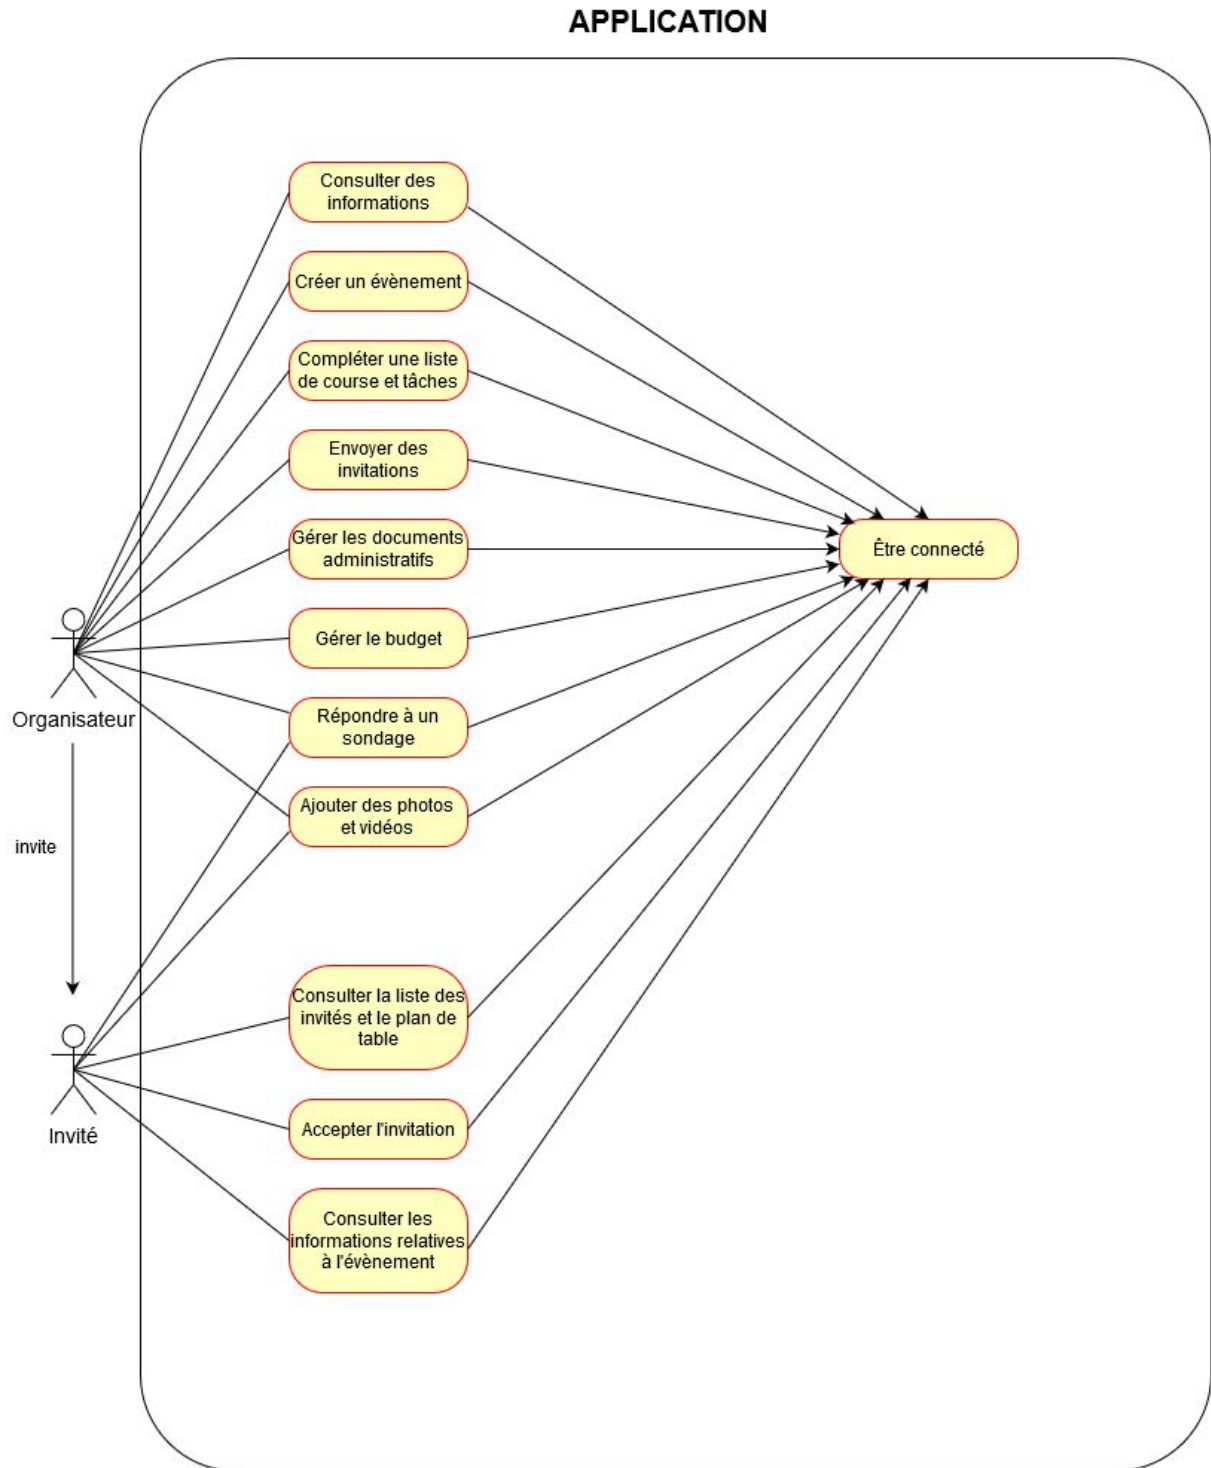 APPLICATION
Consulter des
informations
Créer un évènement
Compléter une liste
de course et tâches
Envoyer des
invitations
Gérer les documents
administratifs
Être connecté
Gérer le budget
Organisateur
Répondre à un
sondage
Ajouter des photos
et vidéos
invite
Consulter la liste des
invités et le plan de
table
Invité
Accepter l'invitation
Consulter les
informations relatives
à l'évènement